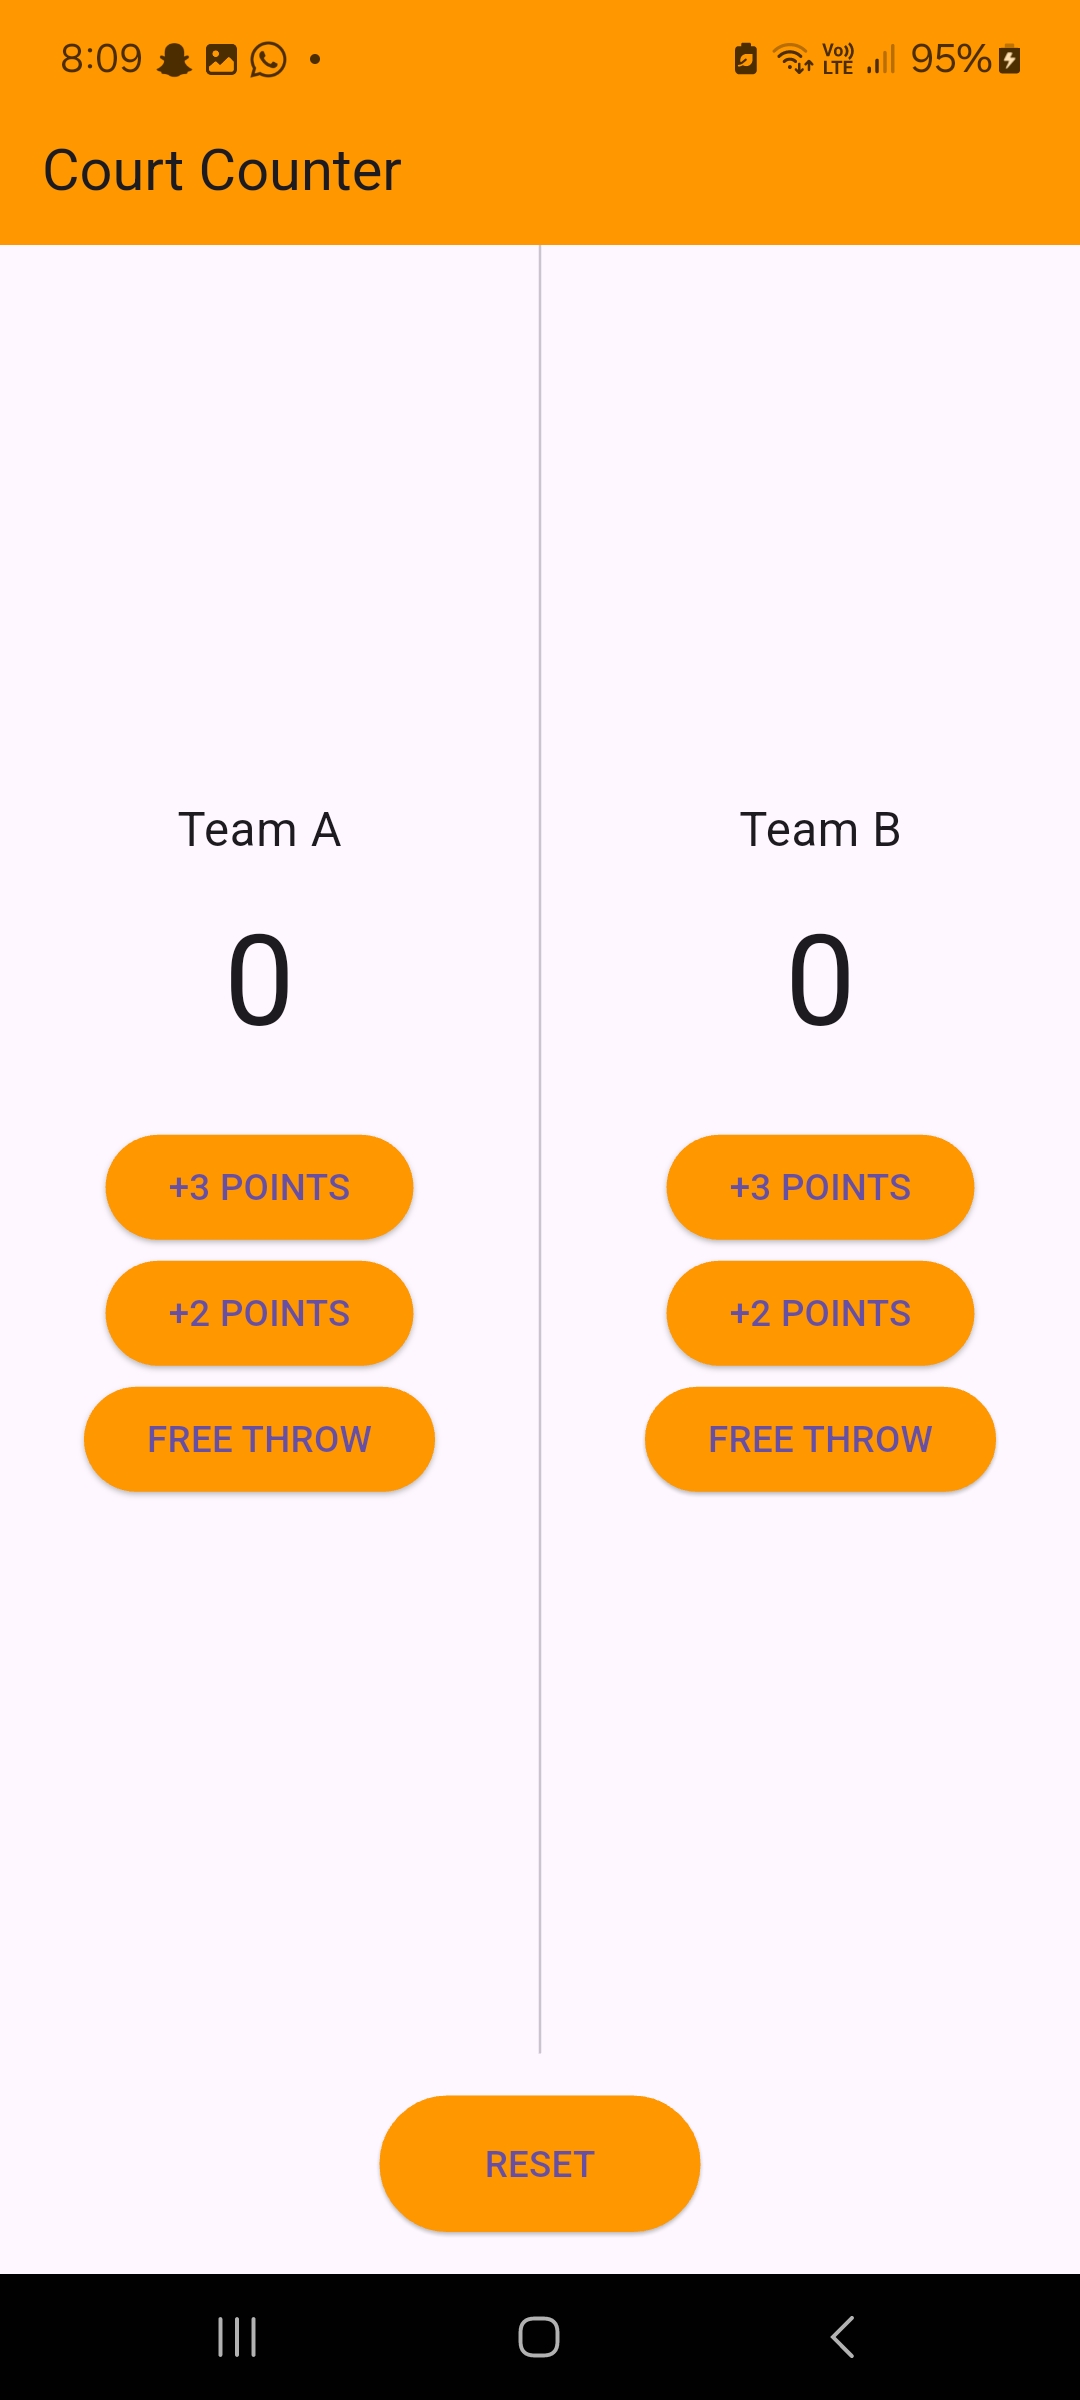 8:09 Vo)) LTE 95%
Court Counter
Team A Team B
0 0
+3 POINTS +3 POINTS
+2 POINTS +2 POINTS
FREE THROW FREE THROW
RESET